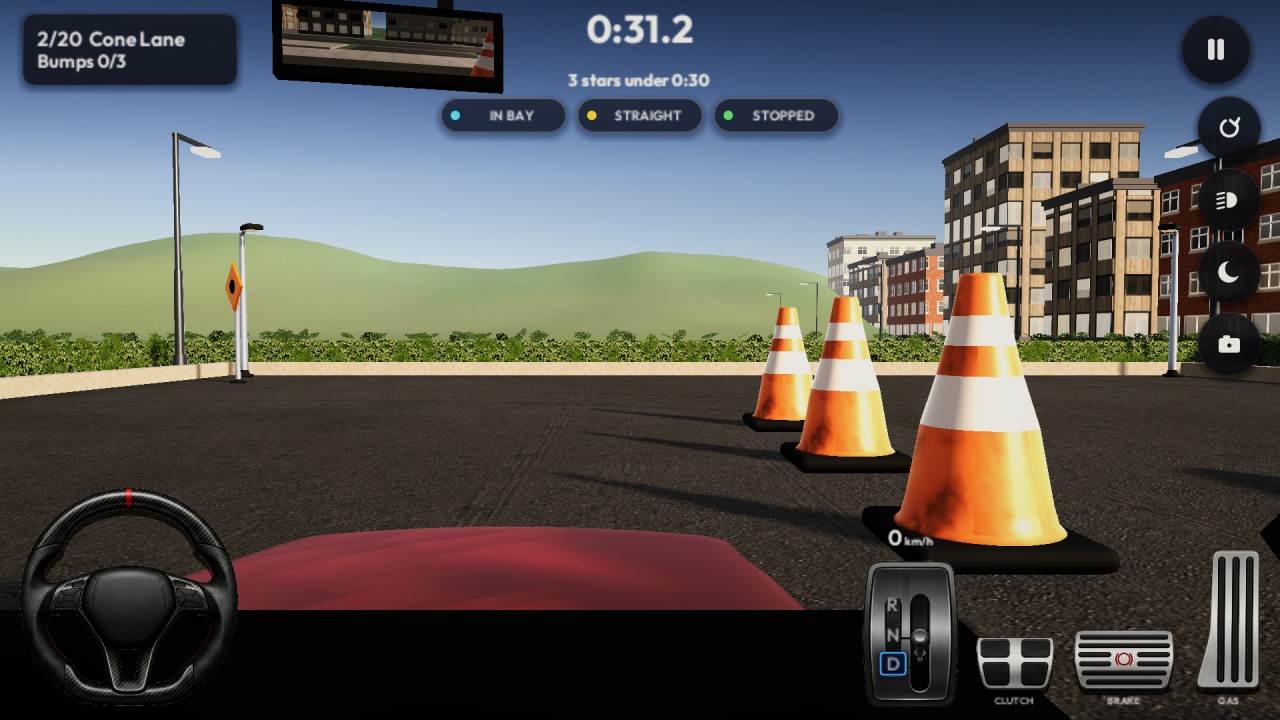 2/20 Cone Lane
Bumps 0/3
0:31.2
3 stars under 0:30
IN BAY
STRAIGHT
STOPPED
0 km/h
R
N
D
CLUTCH
BRAKE
GAS